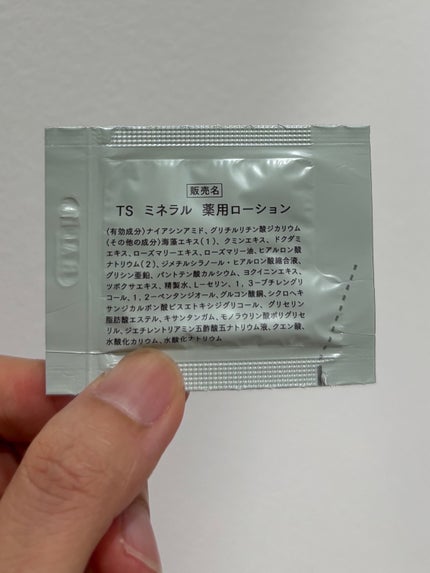 販売名
TS ミネラル 薬用ローション
(有効成分)ナイアシンアミド、グリチルリチン酸ジカリウム
(その他の成分)海藻エキス(1)、クミンエキス、ドクダミ
エキス、ローズマリーエキス、ローズマリー油、ヒアルロン酸
ナトリウム(2)、ジメチルシラノール・ヒアルロン酸縮合液、
グリシン亜鉛、パントテン酸カルシウム、ヨクイニンエキス、
ツボクサエキス、精製水、L-セリン、1,3-ブチレングリ
コール、1,2-ペンタンジオール、グルコン酸銅、シクロヘキ
サンジカルボン酸ビスエトキシジグリコール、グリセリン
脂肪酸エステル、キサンタンガム、モノラウリン酸ポリグリセ
リル、ジエチレントリアミン五酢酸五ナトリウム液、クエン酸、
水酸化カリウム、水酸化ナトリウム